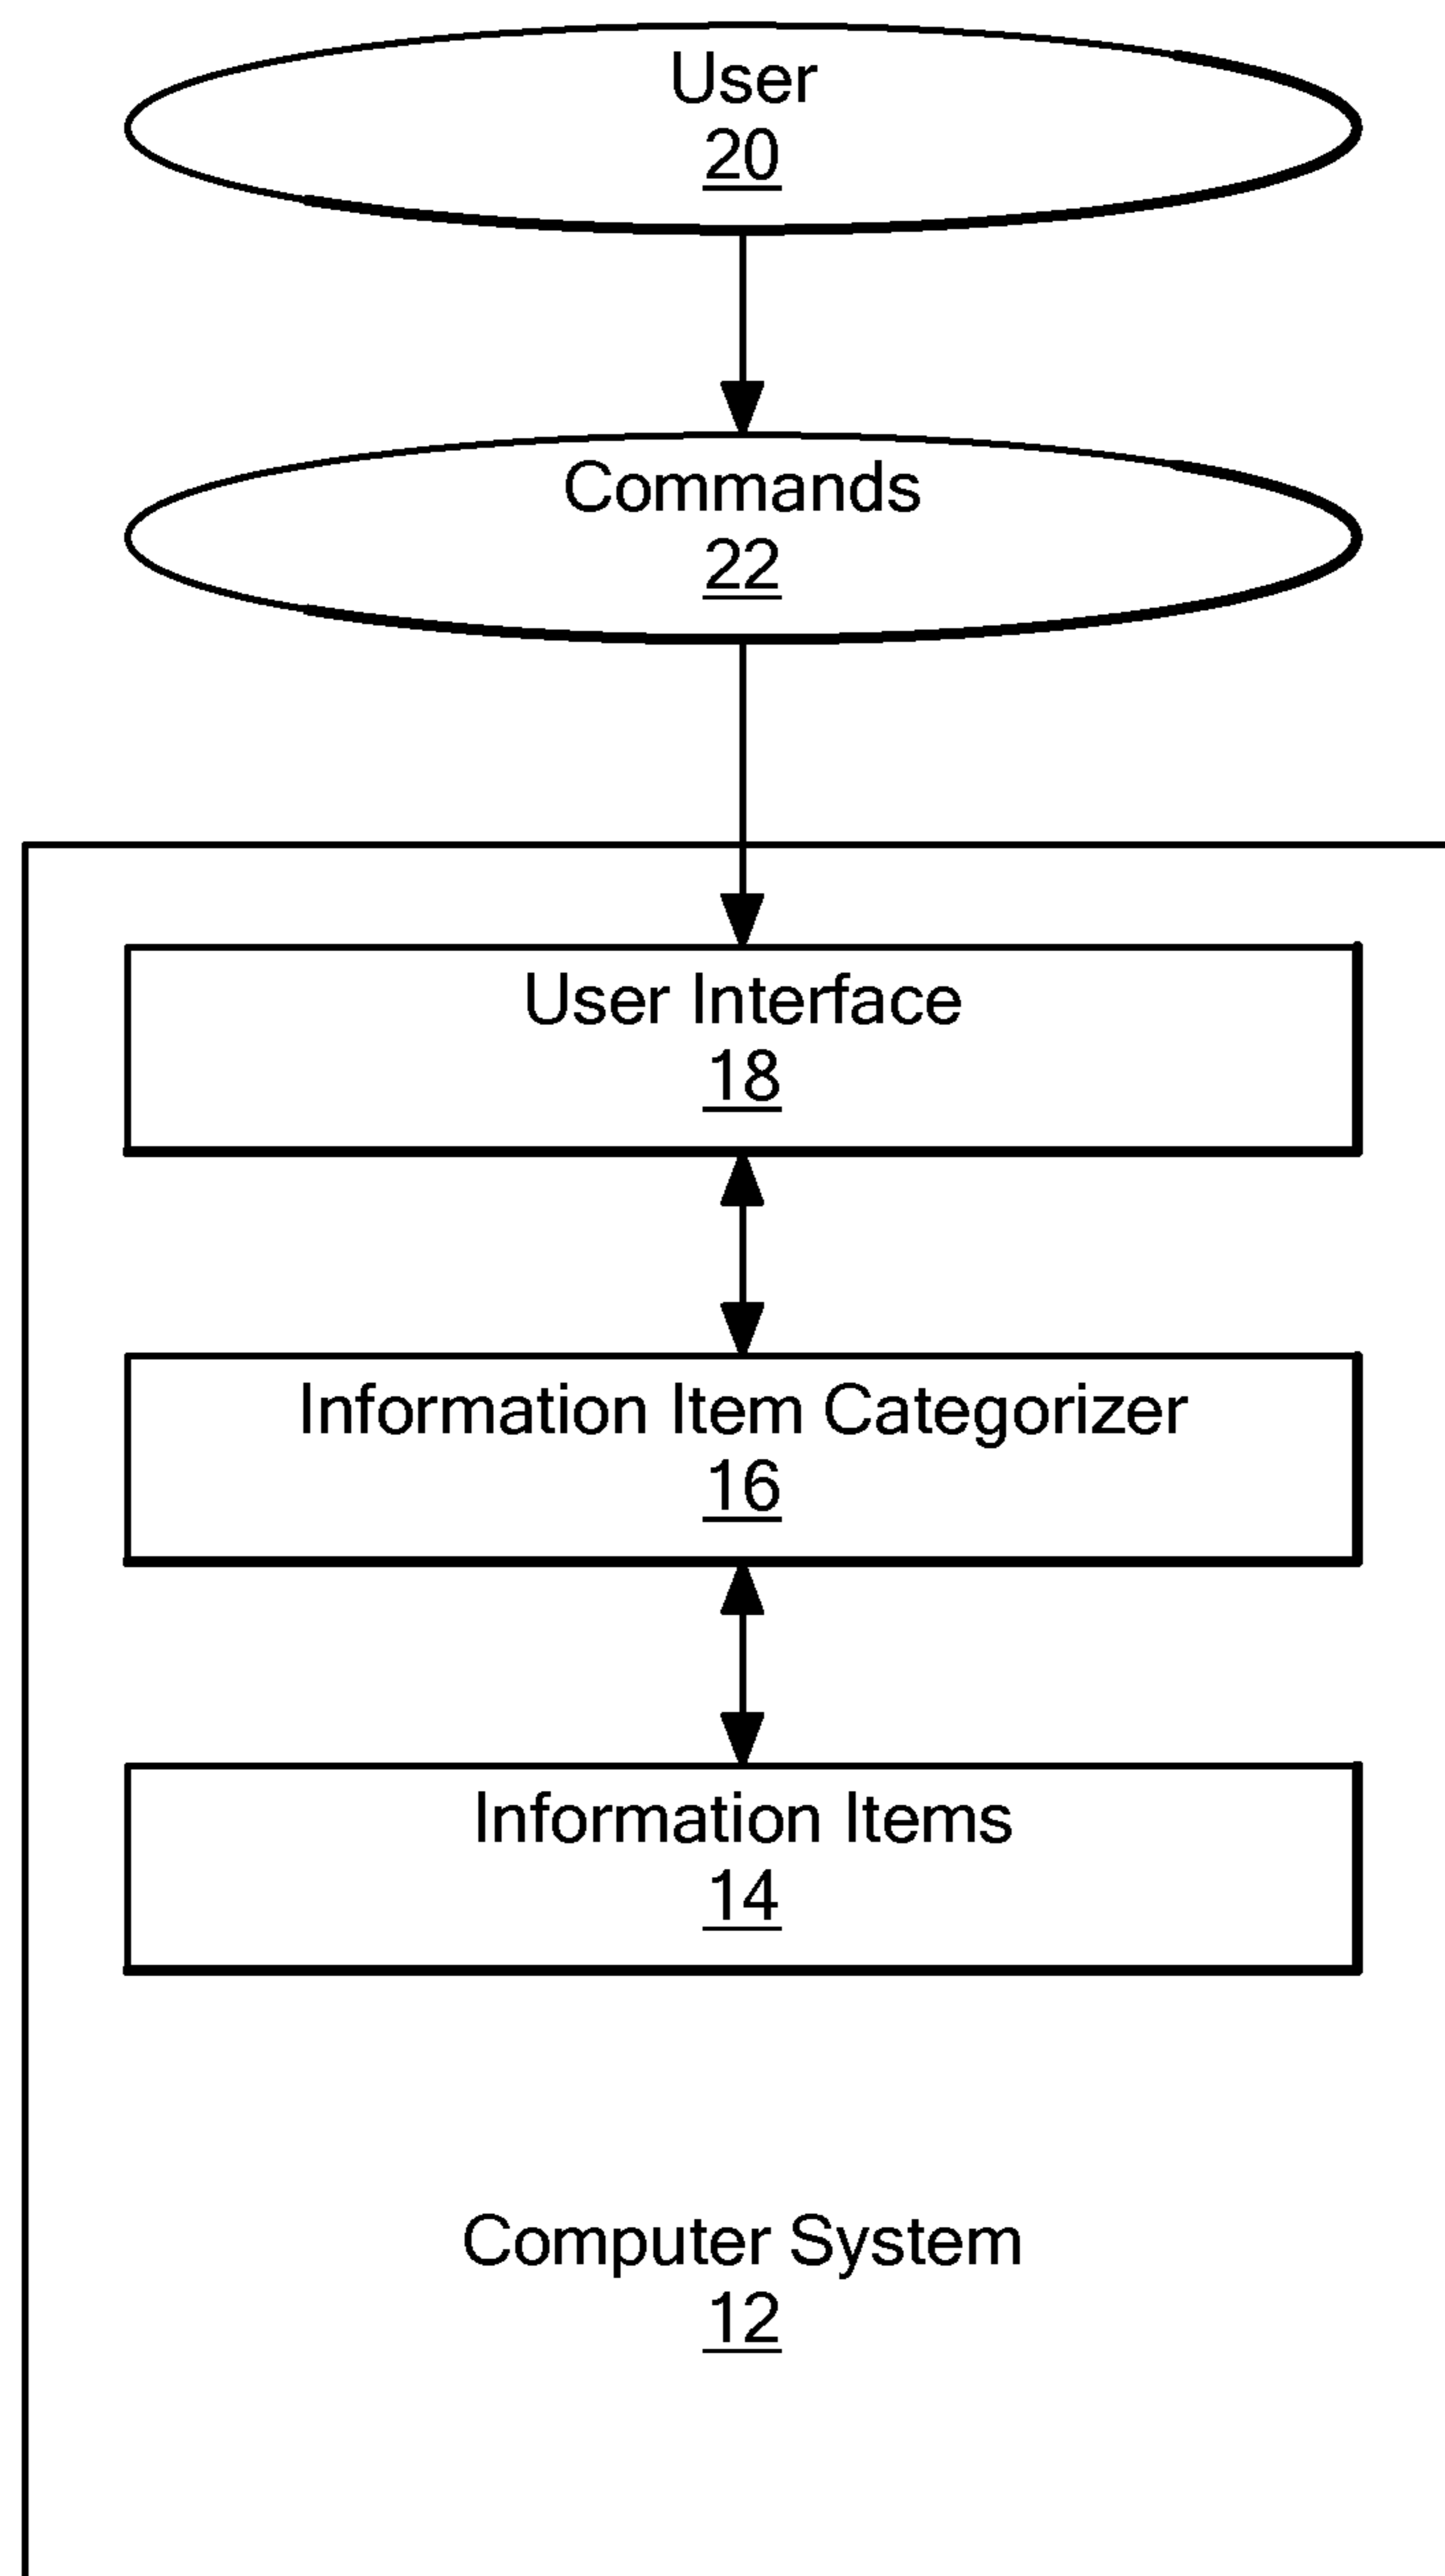 User
20
Commands
22
User Interface
18
Information Item Categorizer
16
Information Items
14
Computer System
12